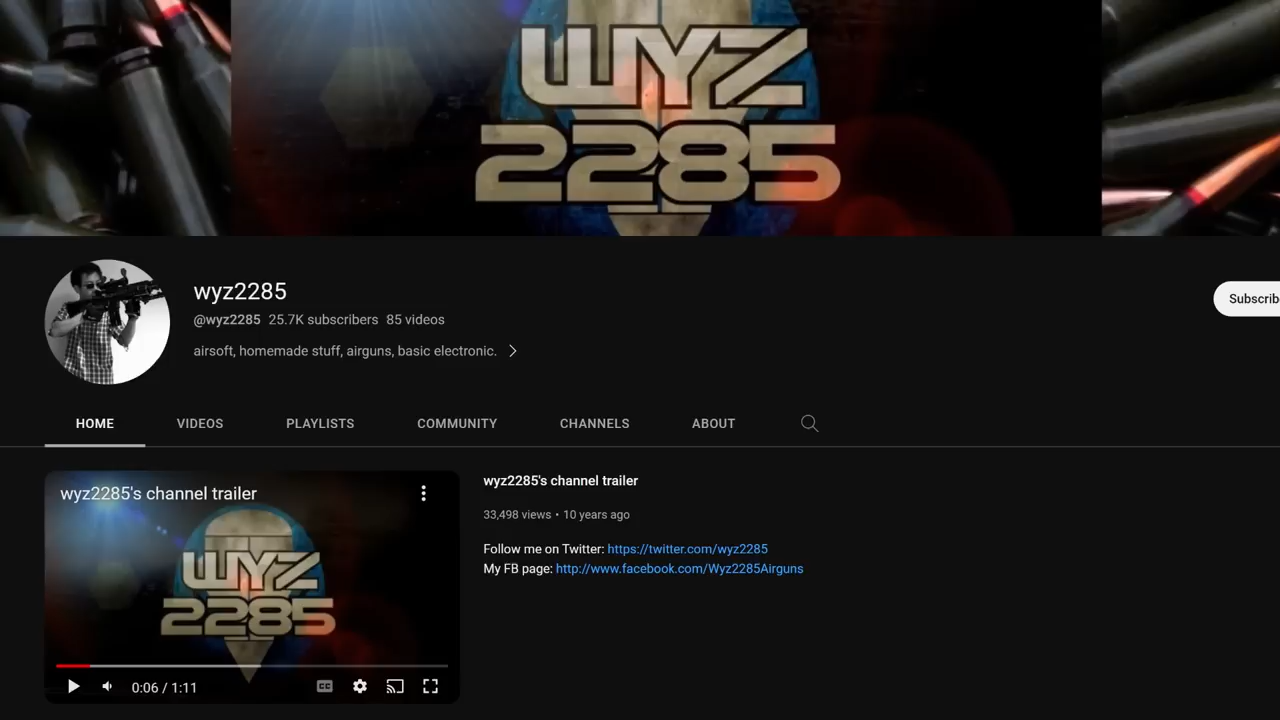 WYZ
2285
wyz2285
@wyz2285 25.7K subscribers 85 videos
Subscrib
airsoft, homemade stuff, airguns, basic electronic.
HOME VIDEOS PLAYLISTS COMMUNITY CHANNELS ABOUT
wyz2285's channel trailer
WYZ
2285
0:06 / 1:11
CC
wyz2285's channel trailer
33,498 views • 10 years ago
Follow me on Twitter: https://twitter.com/wyz2285
My FB page: http://www.facebook.com/Wyz2285Airguns